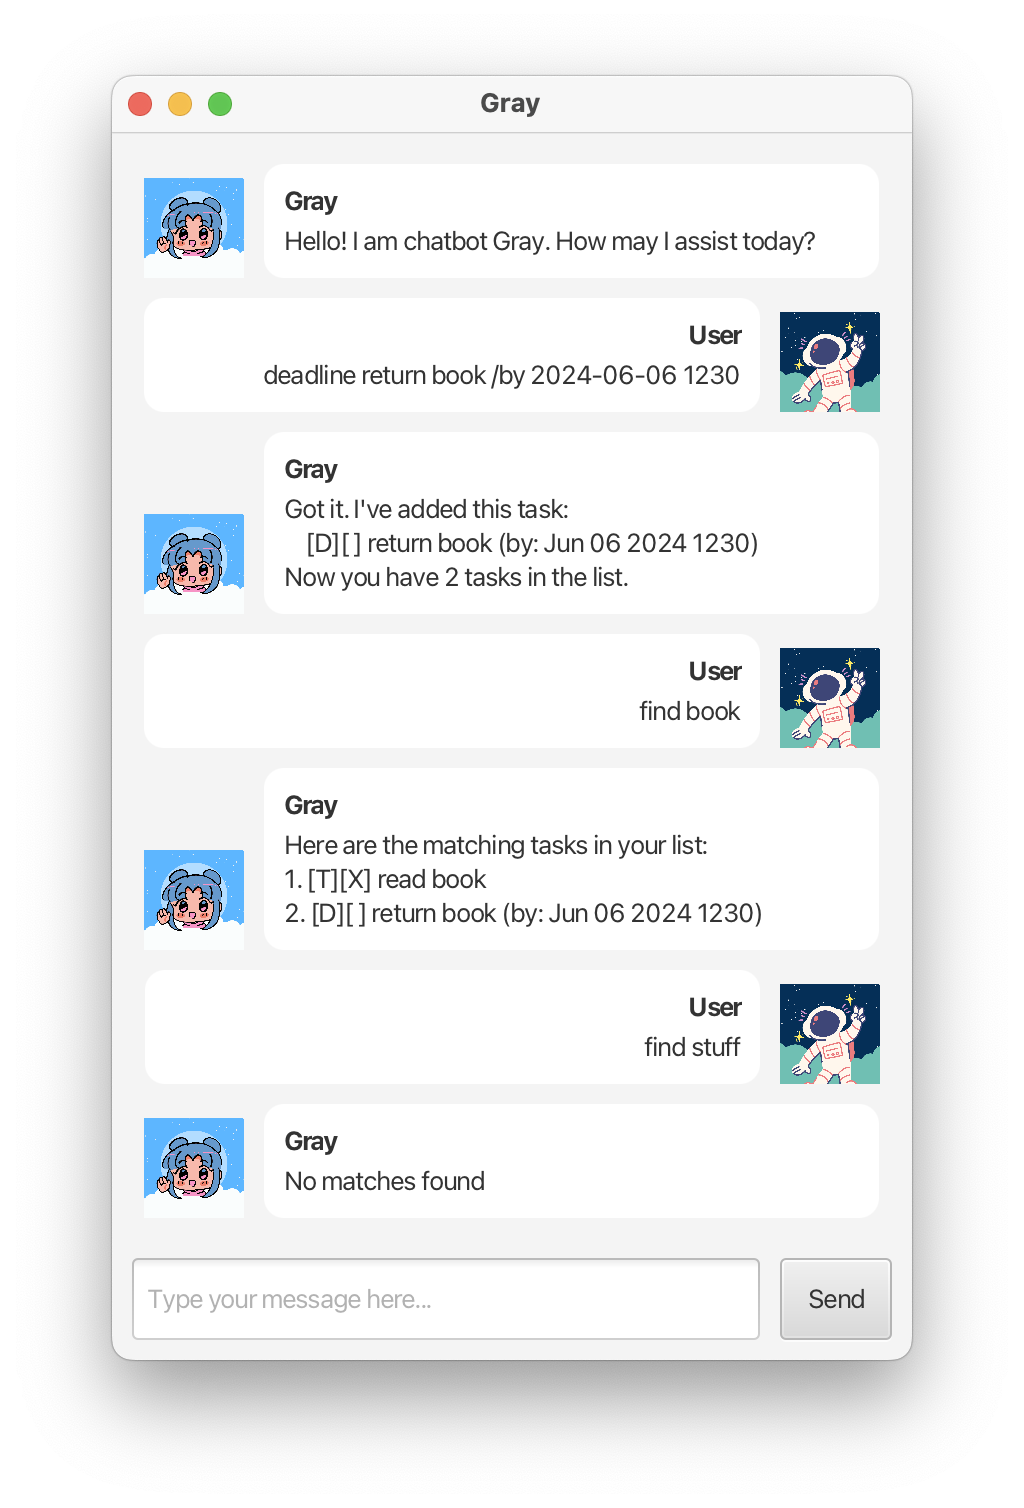 Gray
Gray
Hello! I am chatbot Gray. How may I assist today?
User
deadline return book /by 2024-06-06 1230
Gray
Got it. I've added this task:
[D][ ] return book (by: Jun 06 2024 1230)
Now you have 2 tasks in the list.
User
find book
Gray
Here are the matching tasks in your list:
1. [T][X] read book
2. [D][ ] return book (by: Jun 06 2024 1230)
User
find stuff
Gray
No matches found
Type your message here...
Send